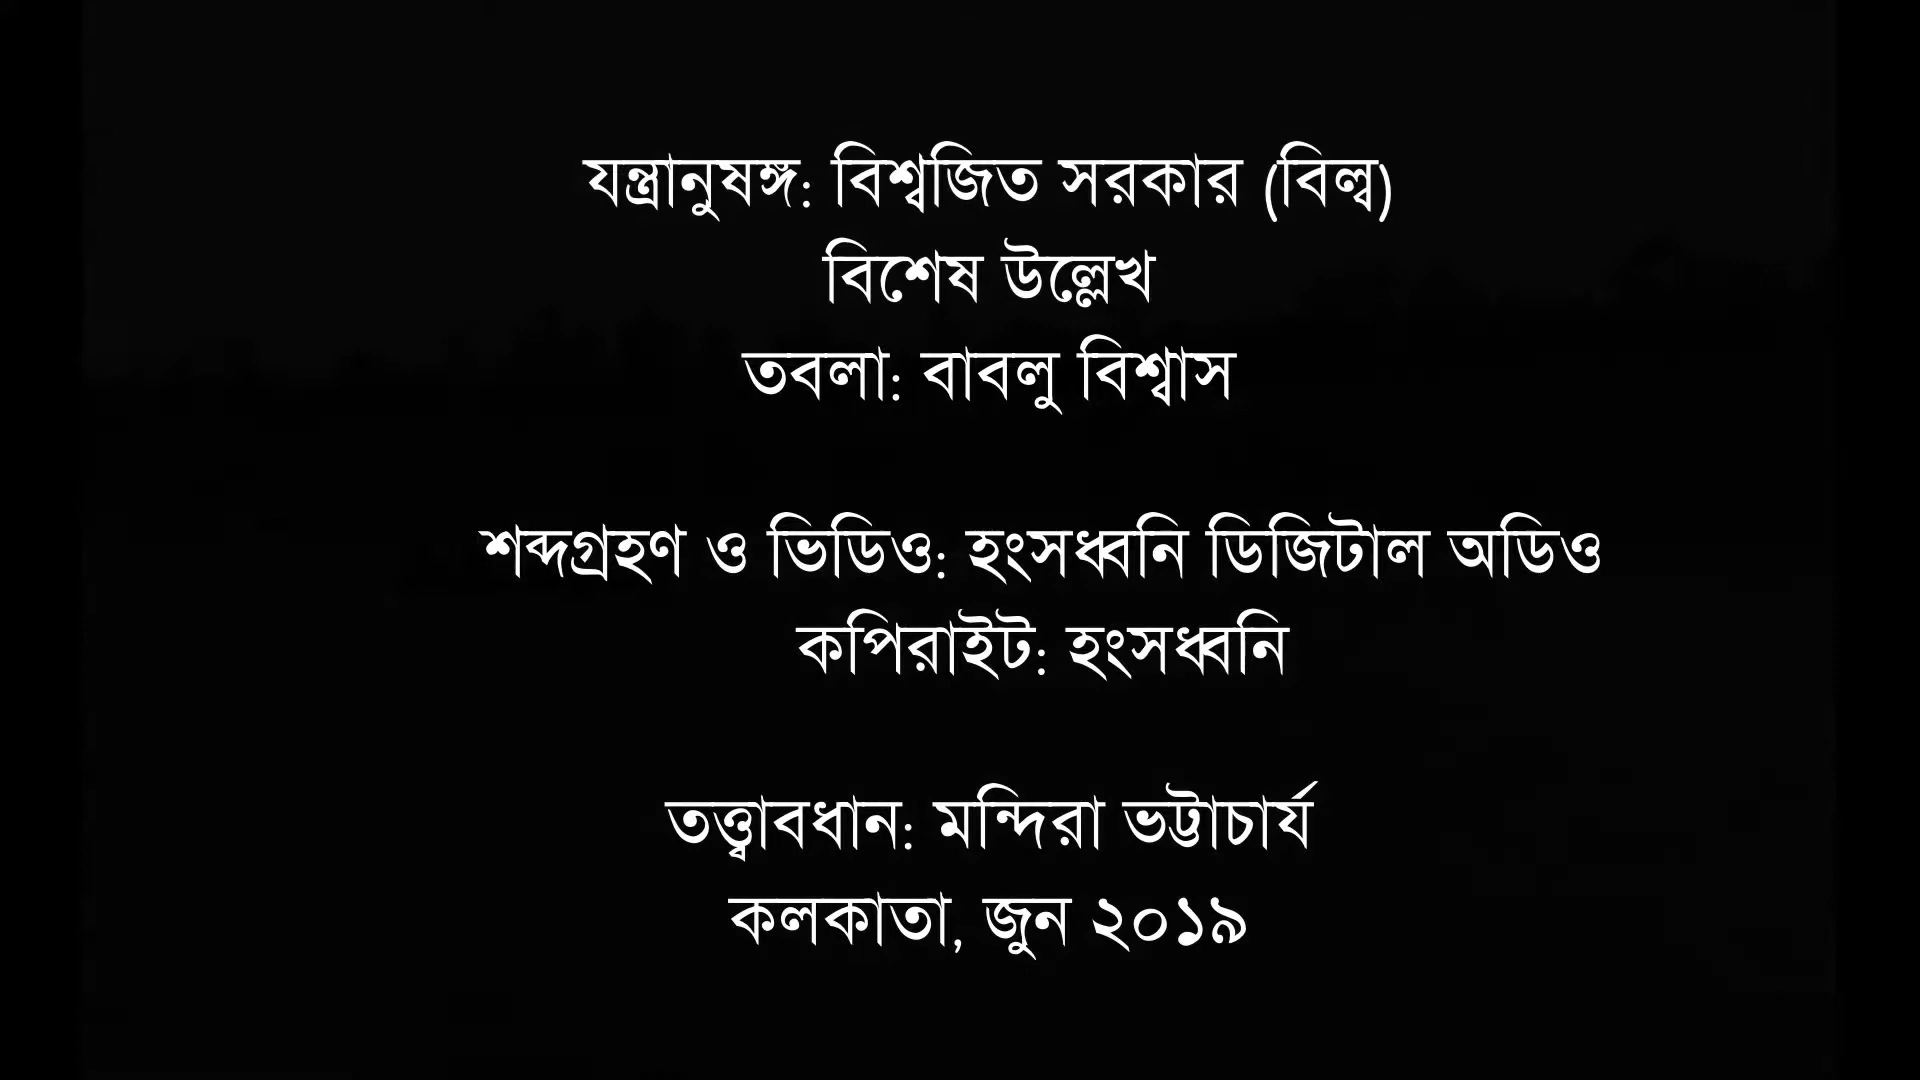 যন্ত্রানুষঙ্গ: বিশ্বজিত সরকার (বিল্ব)
বিশেষ উল্লেখ
তবলা: বাবলু বিশ্বাস
শব্দগ্রহণ ও ভিডিও: হংসধ্বনি ডিজিটাল অডিও
কপিরাইট: হংসধ্বনি
তত্ত্বাবধান: মন্দিরা ভট্টাচার্য
কলকাতা, জুন ২০১৯